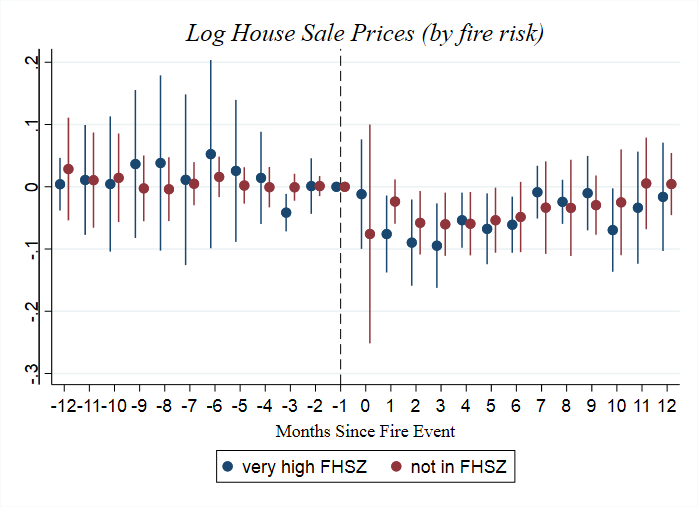 Log House Sale Prices (by fire risk)
.2
.1
0
-.1
-.2
-.3
-12 -11 -10 -9 -8 -7 -6 -5 -4 -3 -2 -1 0 1 2 3 4 5 6 7 8 9 10 11 12
Months Since Fire Event
very high FHSZ not in FHSZ